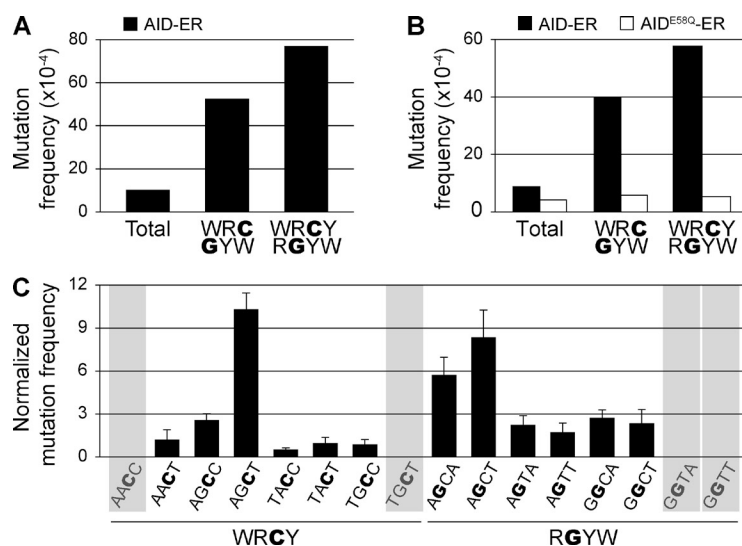 A
AID-ER
Mutation frequency (x10-4)
80
60
40
20
0
Total
WRC
GYW
WRCY
RGYW
B
AID-ER
AIDE58Q-ER
Mutation frequency (x10-4)
60
40
20
0
Total
WRC
GYW
WRCY
RGYW
C
Normalized mutation frequency
12
9
6
3
0
AACC
AACT
AGCC
AGCT
TACC
TACT
TGCC
TGCT
AGCA
AGCT
AGTA
AGTT
GGCA
GGCT
GGTA
GGTT
WRCY
RGYW